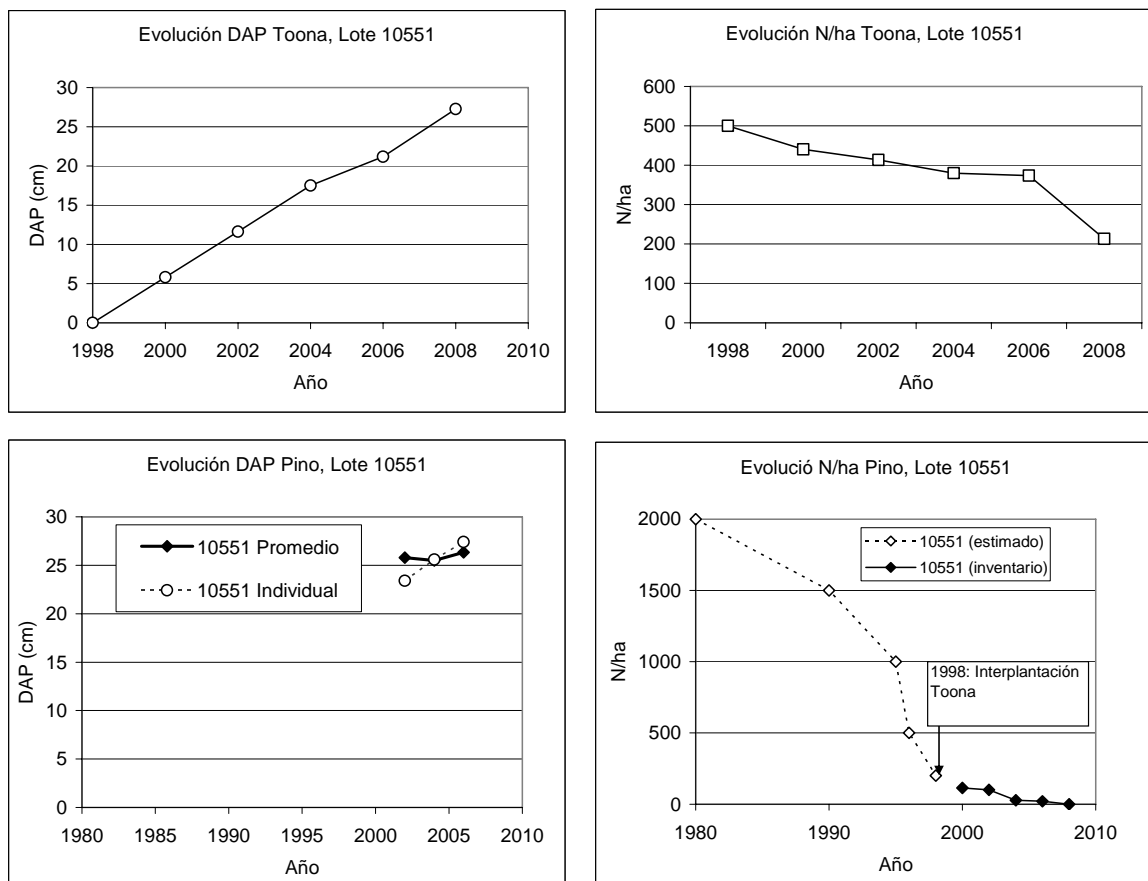 Evolución DAP Toona, Lote 10551
30
25
20
15
10
5
0
DAP (cm)
1998 2000 2002 2004 2006 2008 2010
Año
Evolución N/ha Toona, Lote 10551
600
500
400
300
200
100
0
N/ha
1998 2000 2002 2004 2006 2008
Año
Evolución DAP Pino, Lote 10551
30
25
20
15
10
5
0
DAP (cm)
10551 Promedio
10551 Individual
1980 1985 1990 1995 2000 2005 2010
Año
Evolució N/ha Pino, Lote 10551
2000
1500
1000
500
0
N/ha
10551 (estimado)
10551 (inventario)
1998: Interplantación
Toona
1980 1990 2000 2010
Año